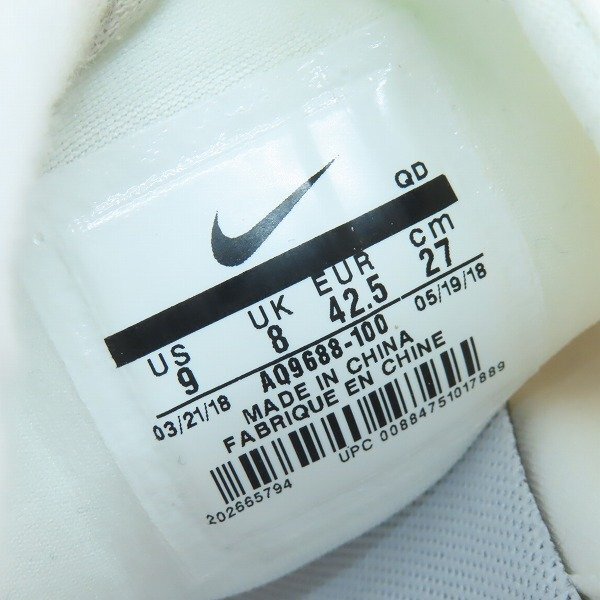 QD
US UK EUR cm
9 8 42.5 27
03/21/18 AQ9688-100 05/19/18
MADE IN CHINA
FABRIQUE EN CHINE
UPC 00884751017889
202665794